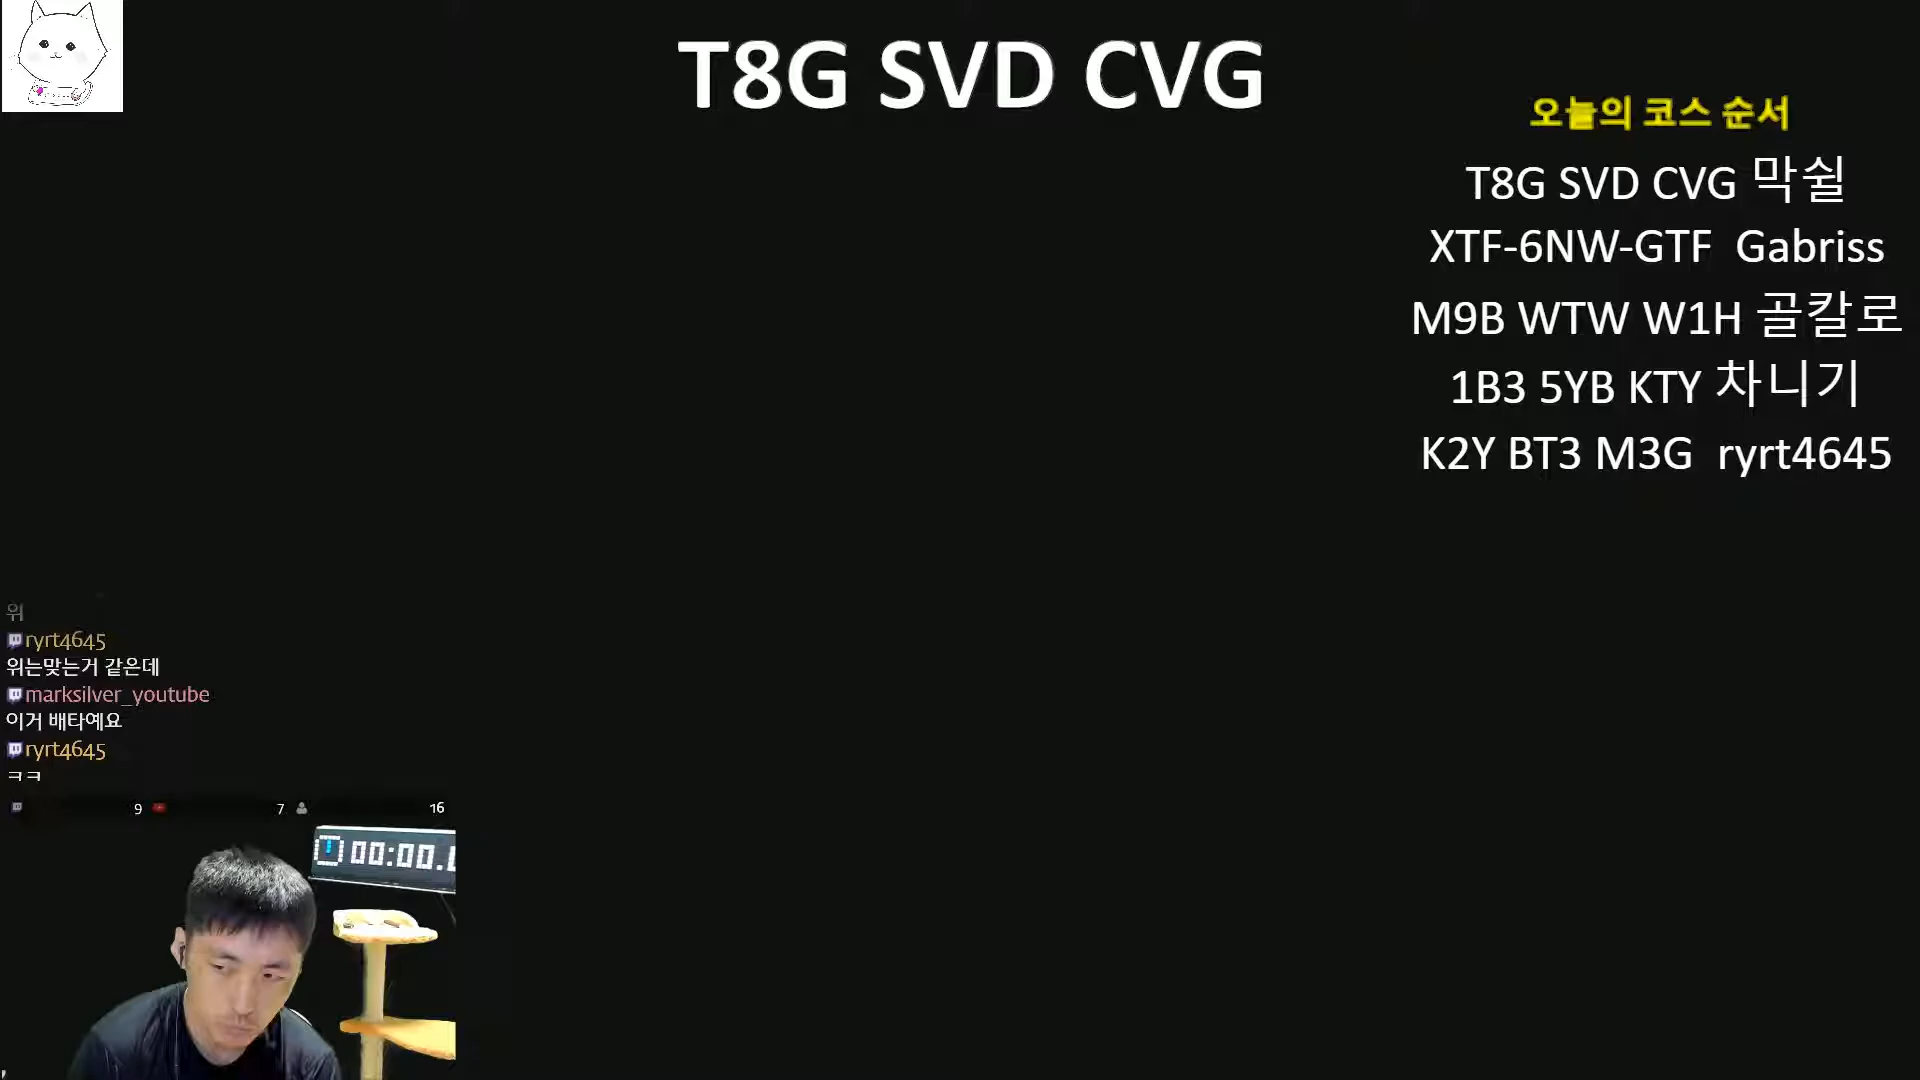 T8G SVD CVG
오늘의 코스 순서
T8G SVD CVG 막쉴
XTF-6NW-GTF Gabriss
M9B WTW W1H 골칼로
1B3 5YB KTY 차니기
K2Y BT3 M3G ryrt4645
위
ryrt4645
위는맞는거 같은데
marksilver_youtube
이거 배타예요
ryrt4645
ㅋㅋ
9 7 16
00:00.